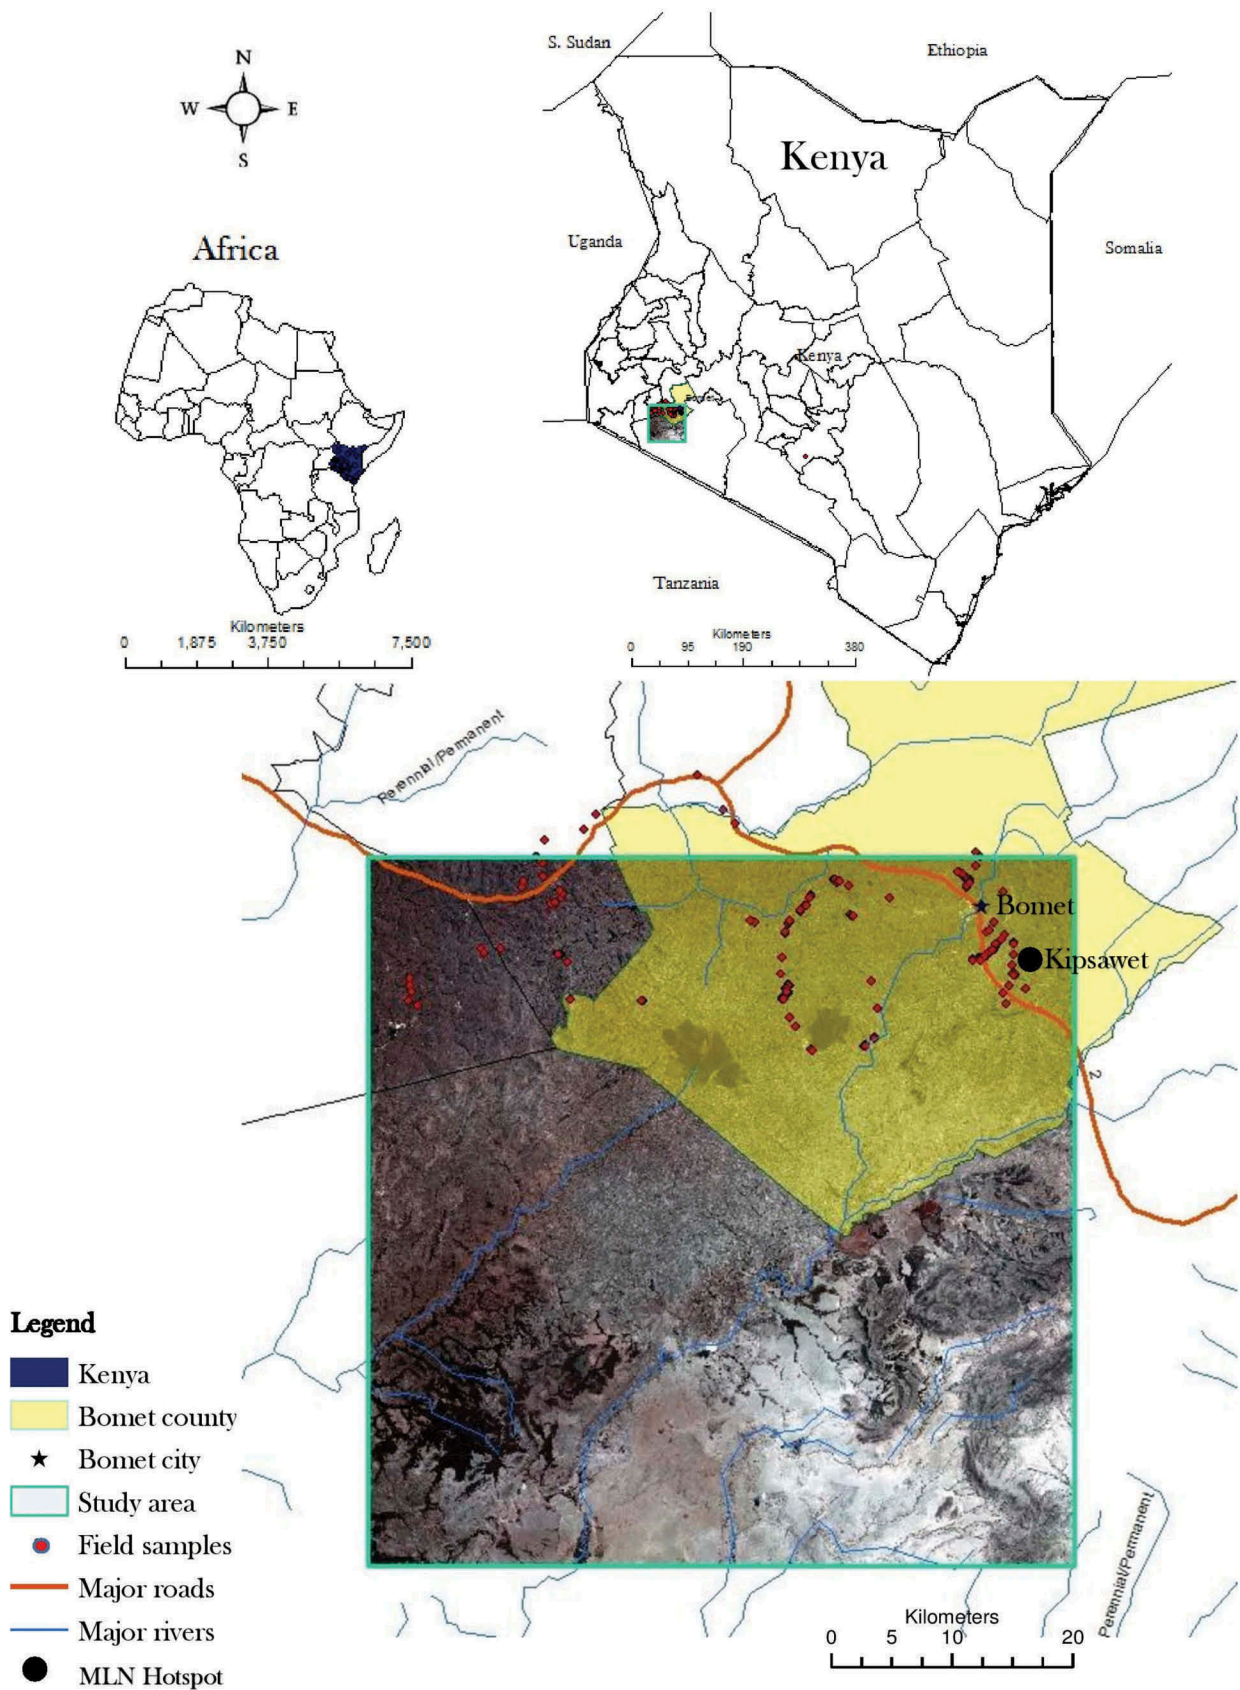 N
W E
S
Africa
Kilometers
0 1,875 3,750 7,500
S. Sudan
Ethiopia
Kenya
Uganda
Somalia
Kenya
Bomet
Tanzania
Kilometers
0 95 190 380
Perennial/Permanent
Bomet
Kipsawet
2
Perennial/Permanent
Legend
Kenya
Bomet county
Bomet city
Study area
Field samples
Major roads
Major rivers
MLN Hotspot
Kilometers
0 5 10 20